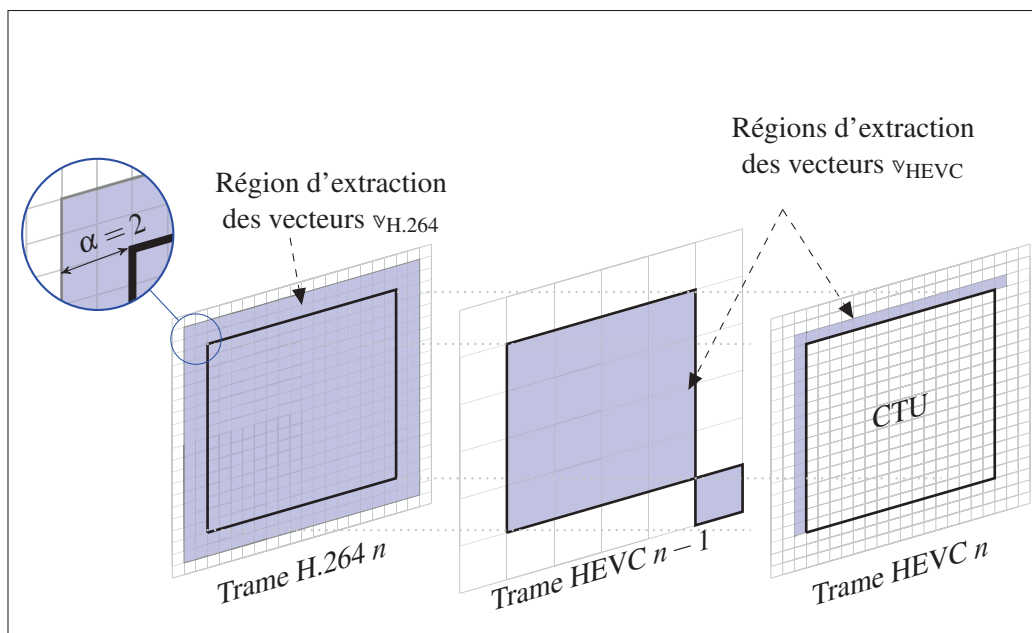 Régions d'extraction
des vecteurs 𝕧HEVC
Région d'extraction
des vecteurs 𝕧H.264
α = 2
CTU
Trame H.264 n
Trame HEVC n − 1
Trame HEVC n